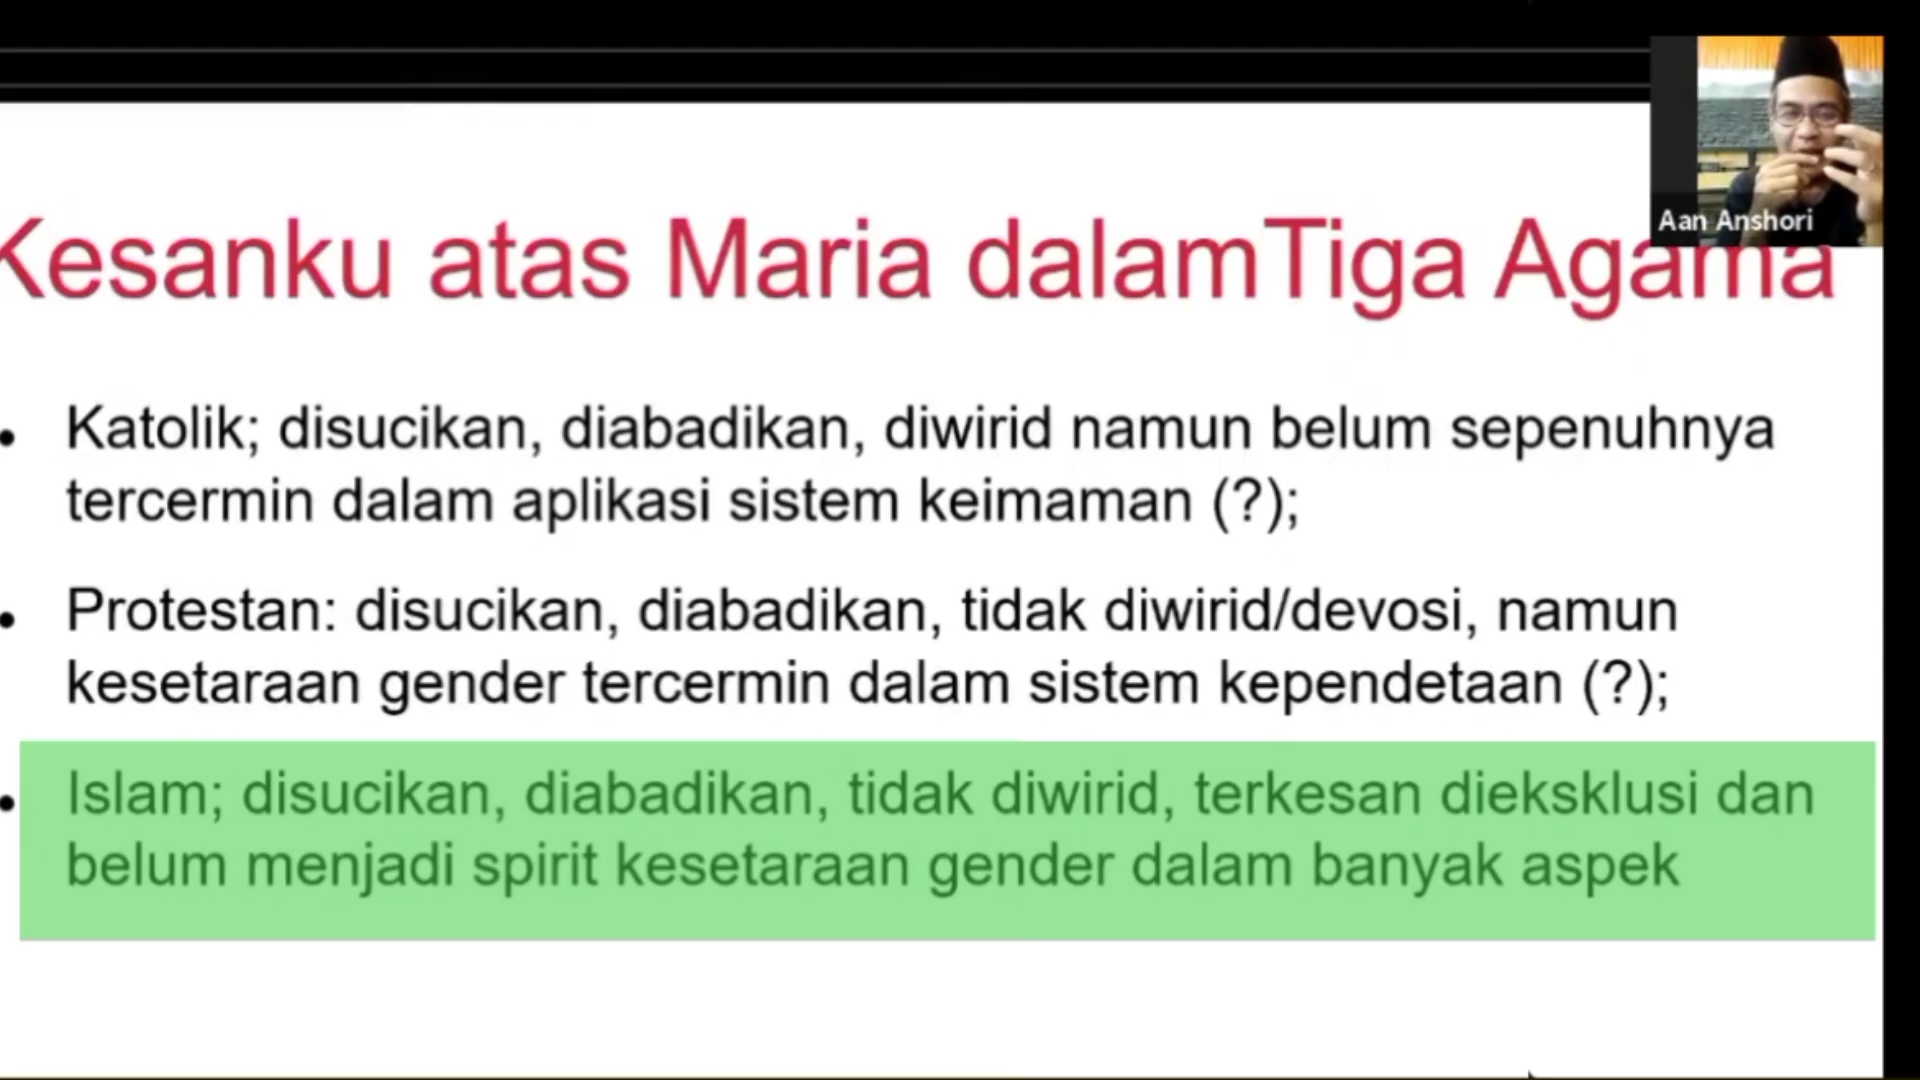 Aan Anshori
Kesanku atas Maria dalamTiga Agama
• Katolik; disucikan, diabadikan, diwirid namun belum sepenuhnya
tercermin dalam aplikasi sistem keimaman (?);
• Protestan: disucikan, diabadikan, tidak diwirid/devosi, namun
kesetaraan gender tercermin dalam sistem kependetaan (?);
• Islam; disucikan, diabadikan, tidak diwirid, terkesan dieksklusi dan
belum menjadi spirit kesetaraan gender dalam banyak aspek